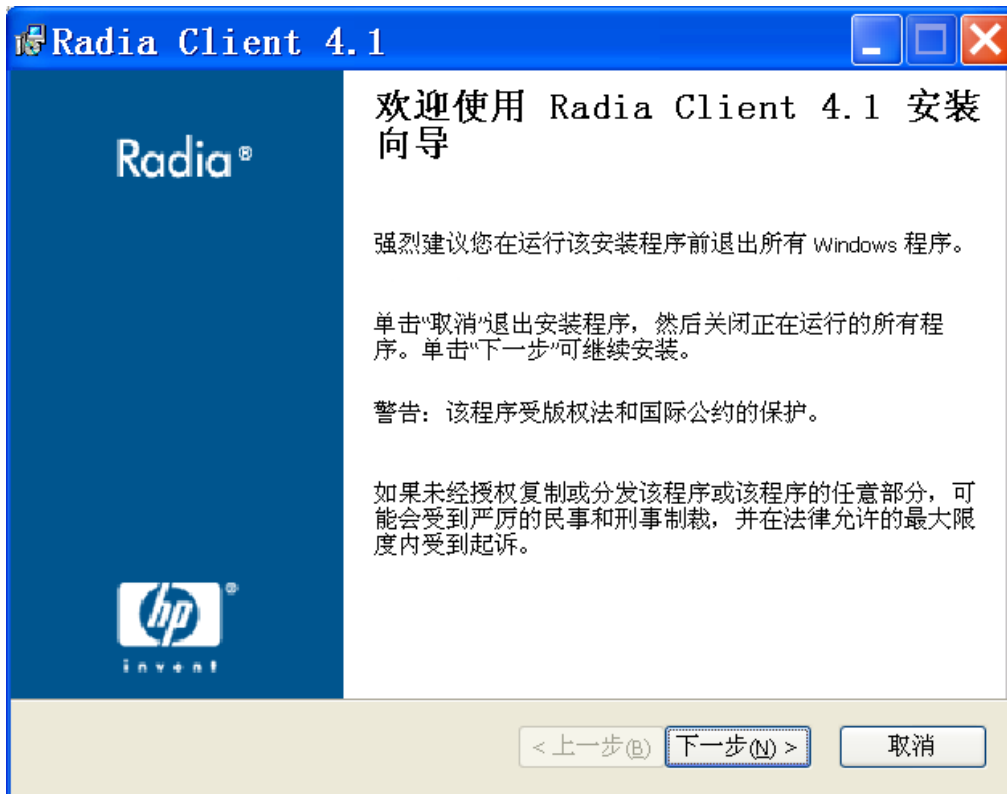 Radia Client 4.1
Radia®
欢迎使用 Radia Client 4.1 安装
向导
强烈建议您在运行该安装程序前退出所有 Windows 程序。
单击“取消”退出安装程序，然后关闭正在运行的所有程
序。单击“下一步”可继续安装。
警告：该程序受版权法和国际公约的保护。
如果未经授权复制或分发该程序或该程序的任意部分，可
能会受到严厉的民事和刑事制裁，并在法律允许的最大限
度内受到起诉。
hp®
invent
< 上一步(B)
下一步(N) >
取消